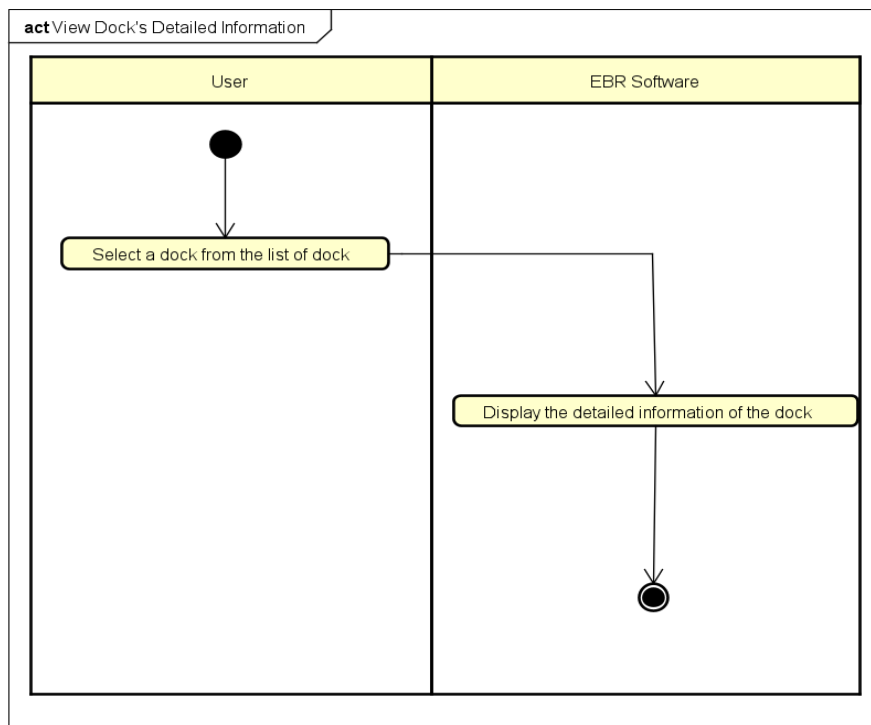 act View Dock's Detailed Information
User
EBR Software
Select a dock from the list of dock
Display the detailed information of the dock